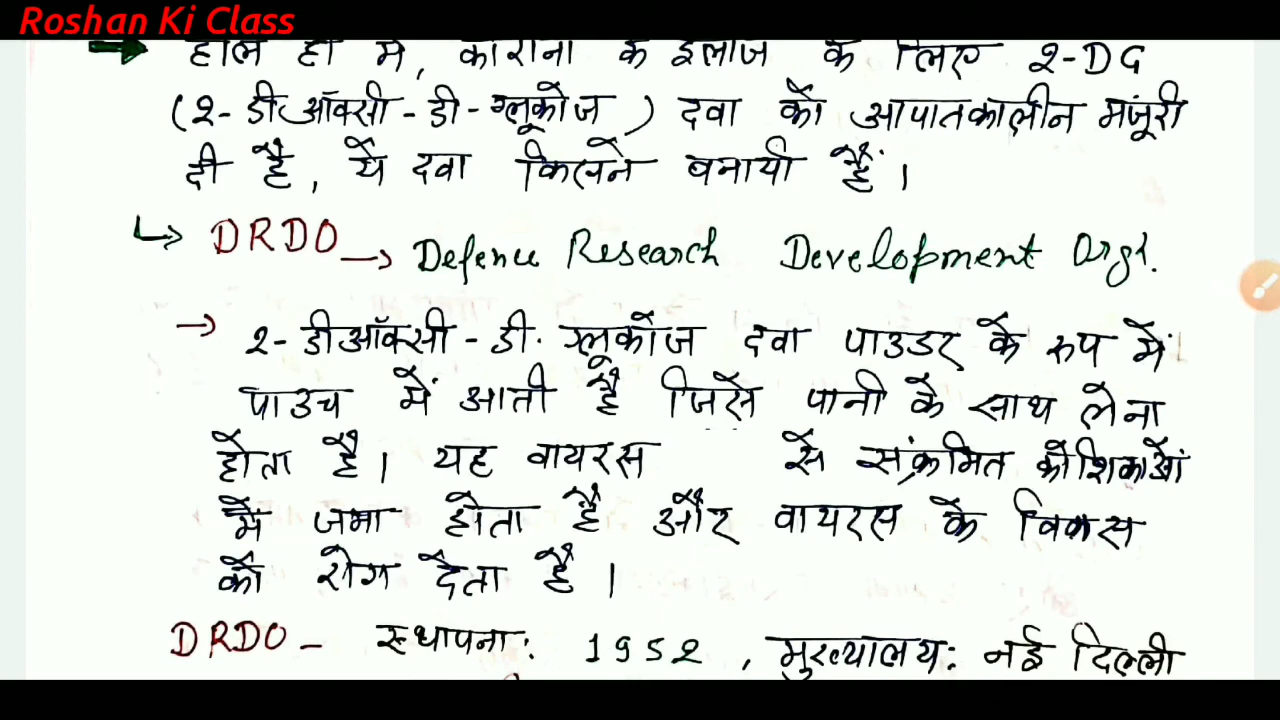 Roshan Ki Class
हाल ही में, कोरोना के इलाज के लिए 2-DG
(2-डीऑक्सी-डी-ग्लूकोज) दवा को आपातकालीन मंजूरी
दी है, ये दवा किसने बनायी है।
DRDO → Defence Research Development Orgt.
→ 2-डीऑक्सी-डी. ग्लूकोज दवा पाउडर के रूप में
पाउच में आती है जिसे पानी के साथ लेना
होता है। यह वायरस से संक्रमित कोशिकाओं
में जमा होता है और वायरस के विकास
को रोग देता है।
DRDO - स्थापना: 1952, मुख्यालय: नई दिल्ली